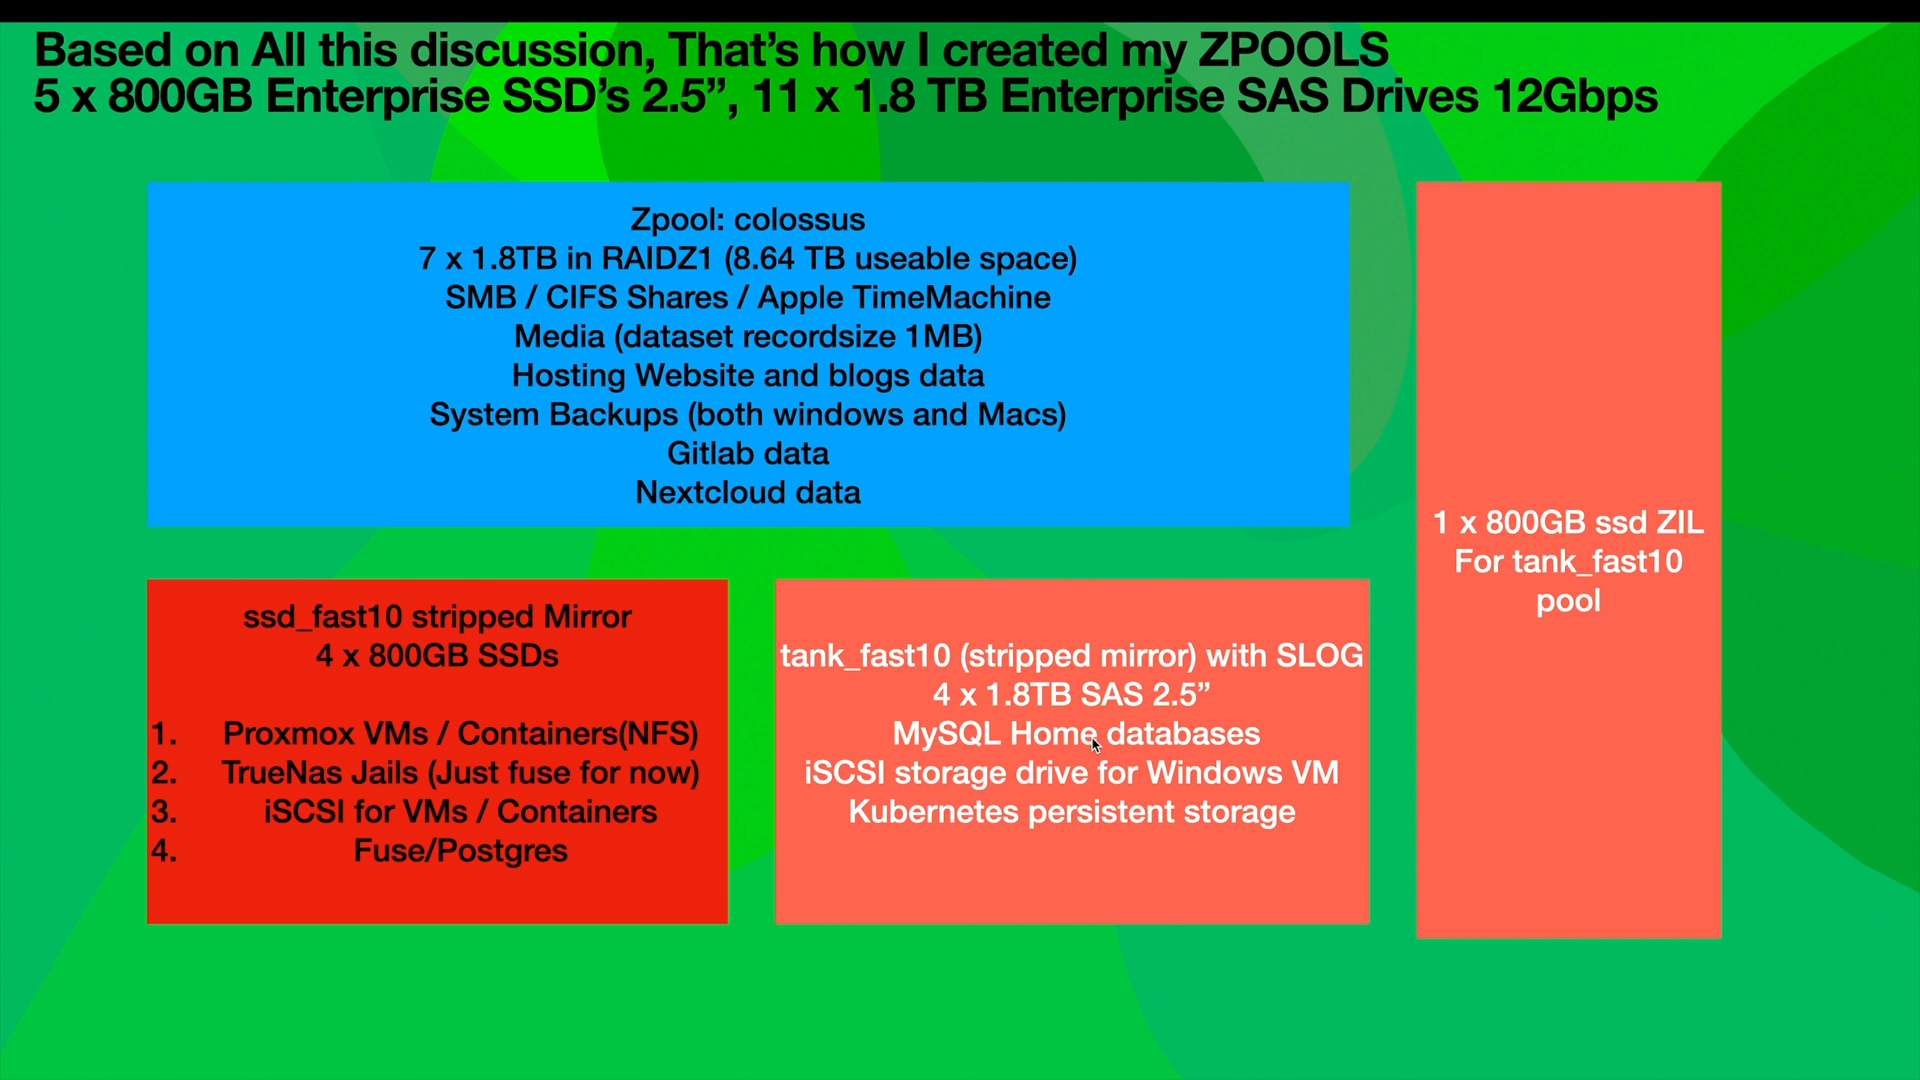 Based on All this discussion, That’s how I created my ZPOOLS
5 x 800GB Enterprise SSD’s 2.5”, 11 x 1.8 TB Enterprise SAS Drives 12Gbps
Zpool: colossus
7 x 1.8TB in RAIDZ1 (8.64 TB useable space)
SMB / CIFS Shares / Apple TimeMachine
Media (dataset recordsize 1MB)
Hosting Website and blogs data
System Backups (both windows and Macs)
Gitlab data
Nextcloud data
ssd_fast10 stripped Mirror
4 x 800GB SSDs
1. Proxmox VMs / Containers(NFS)
2. TrueNas Jails (Just fuse for now)
3. iSCSI for VMs / Containers
4. Fuse/Postgres
tank_fast10 (stripped mirror) with SLOG
4 x 1.8TB SAS 2.5”
MySQL Home databases
iSCSI storage drive for Windows VM
Kubernetes persistent storage
1 x 800GB ssd ZIL
For tank_fast10
pool